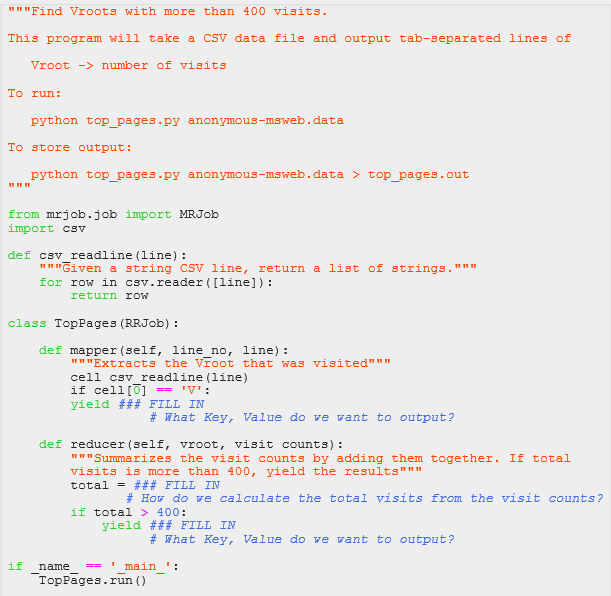 """Find Vroots with more than 400 visits.
This program will take a CSV data file and output tab-separated lines of
Vroot -> number of visits
To run:
python top_pages.py anonymous-msweb.data
To store output:
python top_pages.py anonymous-msweb.data > top_pages.out
"""
from mrjob.job import MRJob
import csv
def csv_readline(line):
"""Given a string CSV line, return a list of strings."""
for row in csv.reader([line]):
return row
class TopPages(RRJob):
def mapper(self, line_no, line):
"""Extracts the Vroot that was visited"""
cell csv_readline(line)
if cell[0] == 'V':
yield ### FILL IN
# What Key, Value do we want to output?
def reducer(self, vroot, visit counts):
"""Summarizes the visit counts by adding them together. If total
visits is more than 400, yield the results"""
total = ### FILL IN
# How do we calculate the total visits from the visit counts?
if total > 400:
yield ### FILL IN
# What Key, Value do we want to output?
if _name_ == '_main_':
TopPages.run()